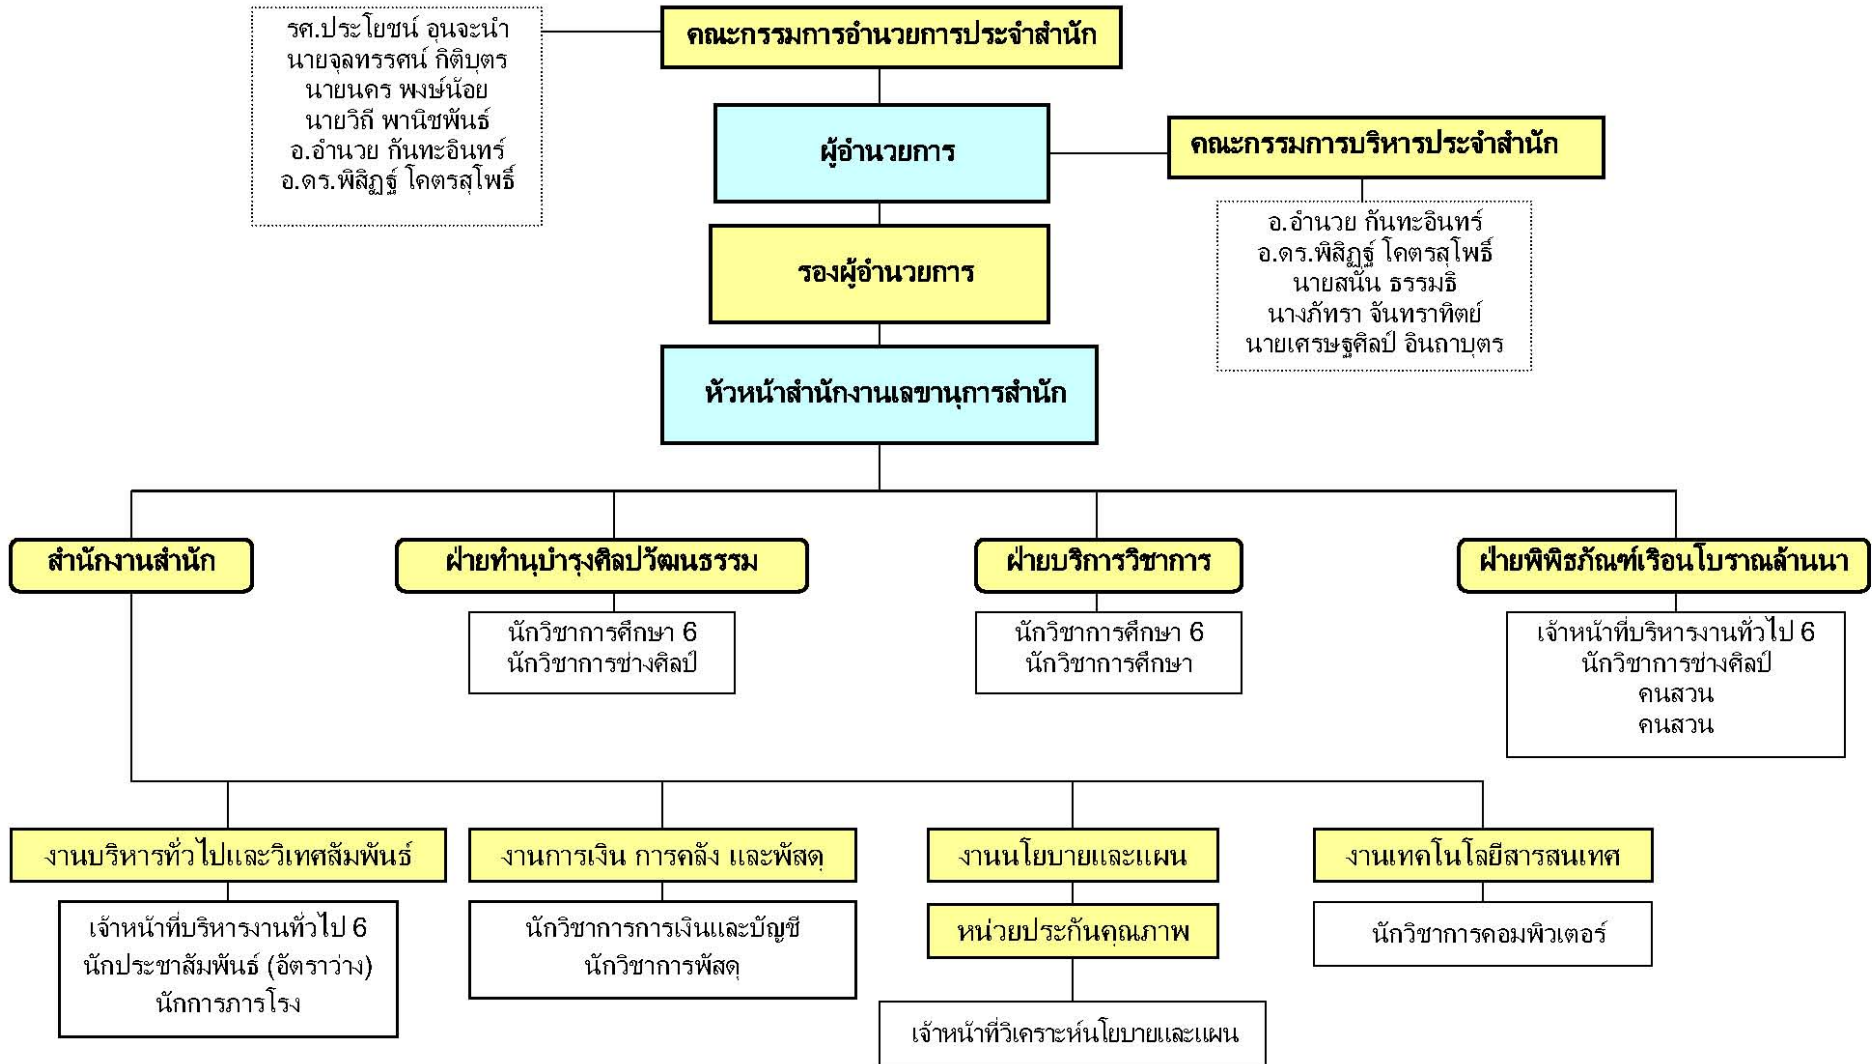 รศ.ประโยชน์ อุนจะนำ
นายจุลทรรศน์ กิติบุตร
นายนคร พงษ์น้อย
นายวิถี พานิชพันธ์
อ.อำนวย กันทะอินทร์
อ.ดร.พิสิฏฐ์ โคตรสุโพธิ์
คณะกรรมการอำนวยการประจำสำนัก
ผู้อำนวยการ
คณะกรรมการบริหารประจำสำนัก
อ.อำนวย กันทะอินทร์
อ.ดร.พิสิฏฐ์ โคตรสุโพธิ์
นายสนั่น ธรรมธิ
นางภัทรา จันทราทิตย์
นายเศรษฐศิลป์ อินถาบุตร
รองผู้อำนวยการ
หัวหน้าสำนักงานเลขานุการสำนัก
สำนักงานสำนัก
ฝ่ายทำนุบำรุงศิลปวัฒนธรรม
ฝ่ายบริการวิชาการ
ฝ่ายพิพิธภัณฑ์เรือนโบราณล้านนา
นักวิชาการศึกษา 6
นักวิชาการช่างศิลป์
นักวิชาการศึกษา 6
นักวิชาการศึกษา
เจ้าหน้าที่บริหารงานทั่วไป 6
นักวิชาการช่างศิลป์
คนสวน
คนสวน
งานบริหารทั่วไปและวิเทศสัมพันธ์
งานการเงิน การคลัง และพัสดุ
งานนโยบายและแผน
งานเทคโนโลยีสารสนเทศ
เจ้าหน้าที่บริหารงานทั่วไป 6
นักประชาสัมพันธ์ (อัตราว่าง)
นักการภารโรง
นักวิชาการการเงินและบัญชี
นักวิชาการพัสดุ
หน่วยประกันคุณภาพ
เจ้าหน้าที่วิเคราะห์นโยบายและแผน
นักวิชาการคอมพิวเตอร์